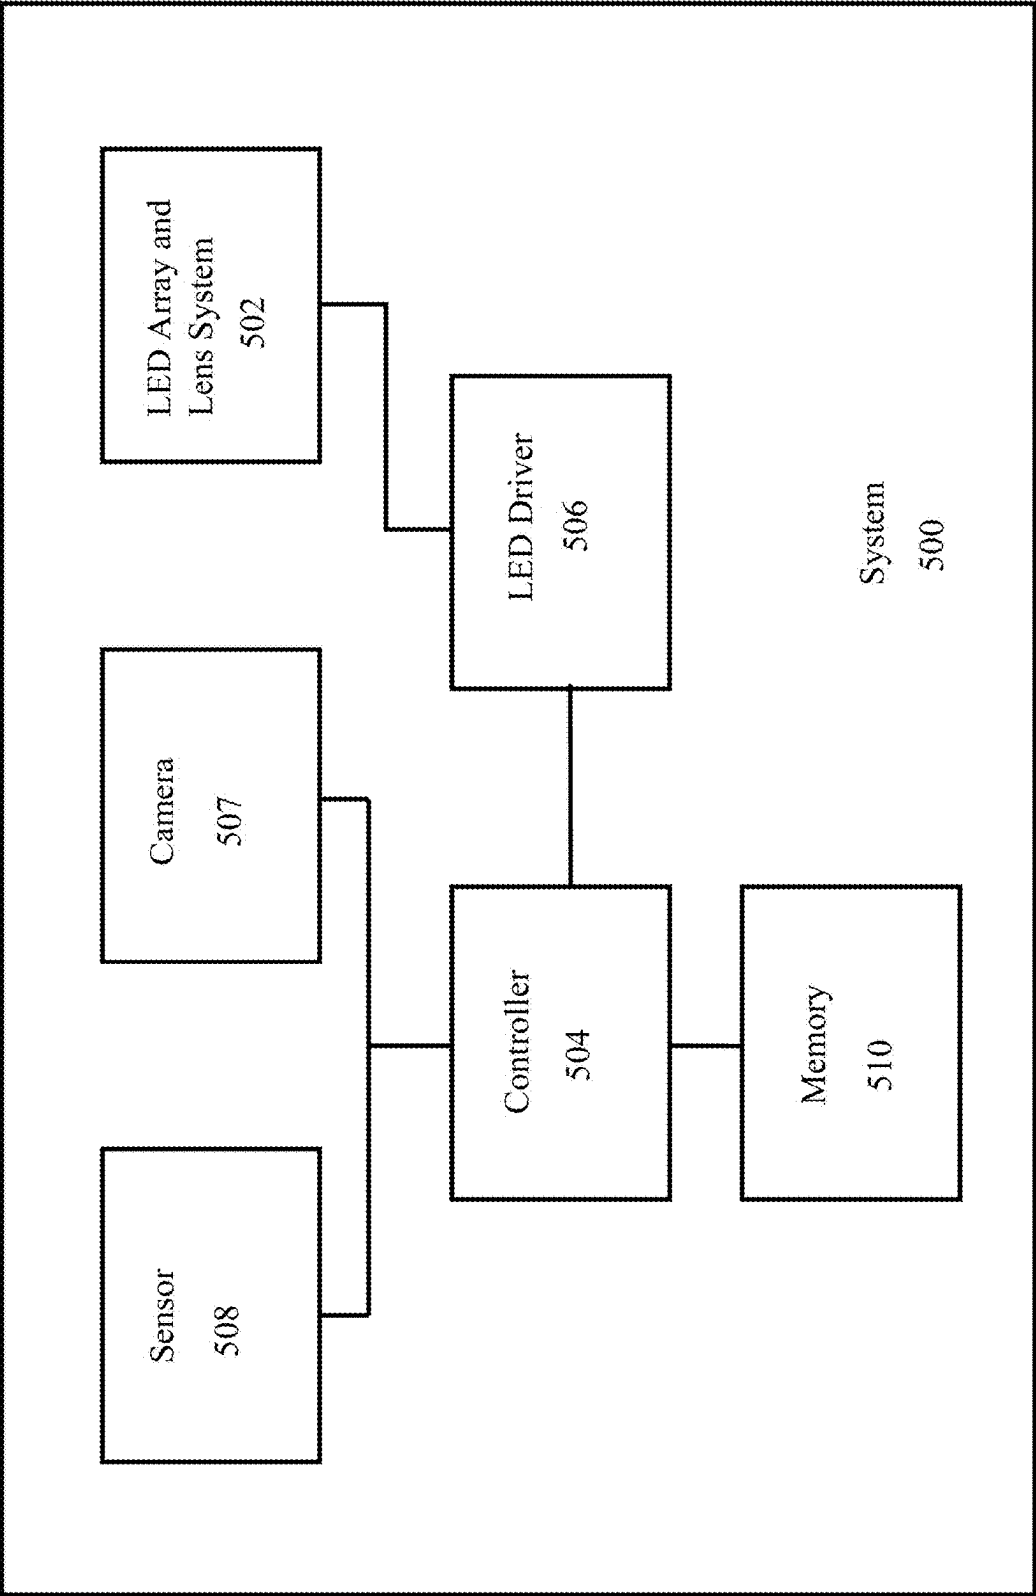 Sensor
508
Camera
507
LED Array and
Lens System
502
Controller
504
LED Driver
506
Memory
510
System
500